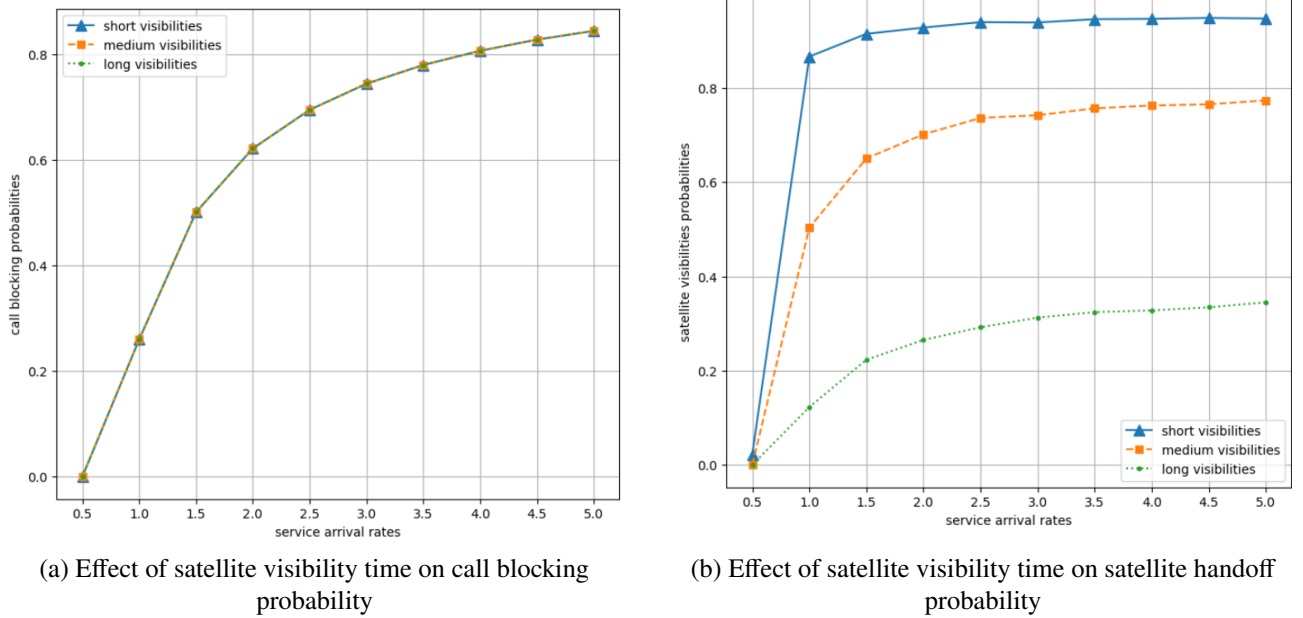 short visibilities
medium visibilities
long visibilities
call blocking probabilities
0.8
0.6
0.4
0.2
0.0
0.5 1.0 1.5 2.0 2.5 3.0 3.5 4.0 4.5 5.0
service arrival rates
(a) Effect of satellite visibility time on call blocking
probability
satellite visibities probabilities
0.8
0.6
0.4
0.2
0.0
short visibilities
medium visibilities
long visibilities
0.5 1.0 1.5 2.0 2.5 3.0 3.5 4.0 4.5 5.0
service arrival rates
(b) Effect of satellite visibility time on satellite handoff
probability